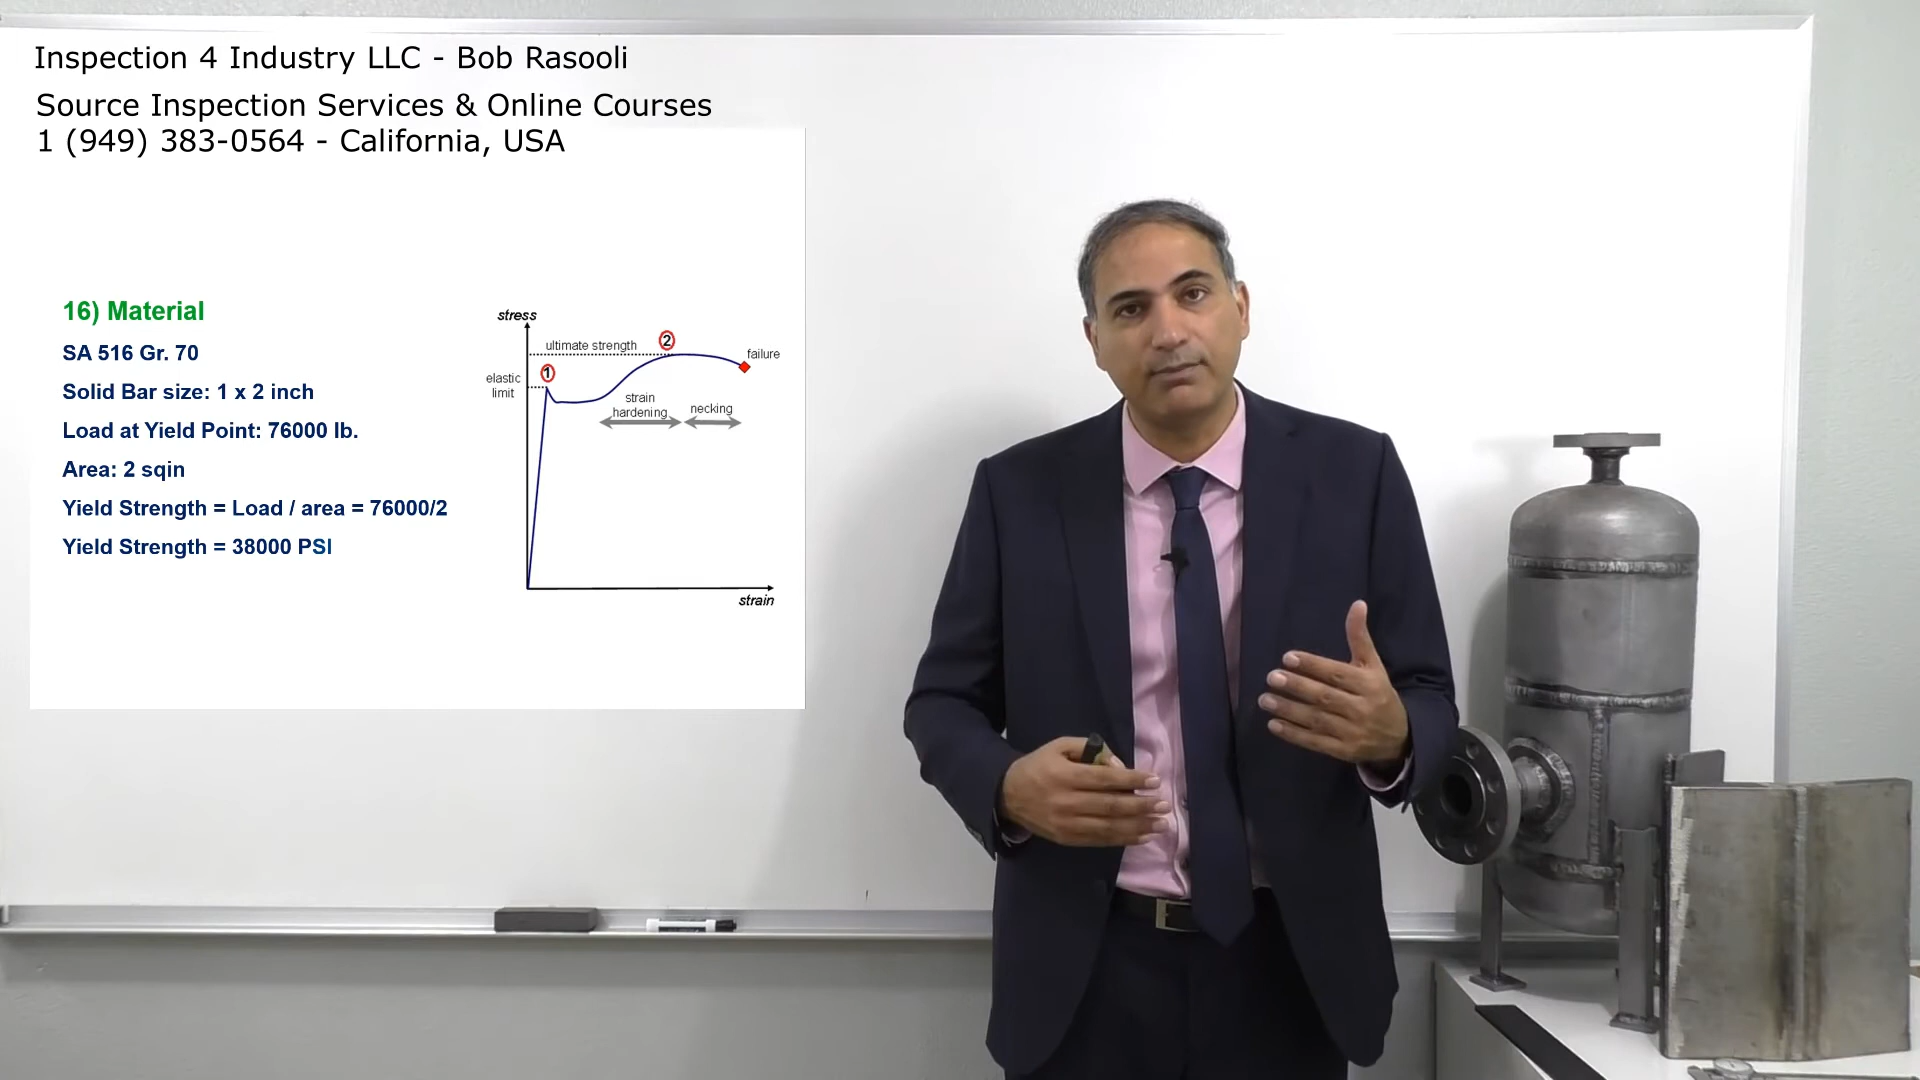 Inspection 4 Industry LLC - Bob Rasooli
Source Inspection Services & Online Courses
1 (949) 383-0564 - California, USA
16) Material
SA 516 Gr. 70
Solid Bar size: 1 x 2 inch
Load at Yield Point: 76000 lb.
Area: 2 sqin
Yield Strength = Load / area = 76000/2
Yield Strength = 38000 PSI
stress
ultimate strength
2
failure
1
elastic
limit
strain
hardening
necking
strain